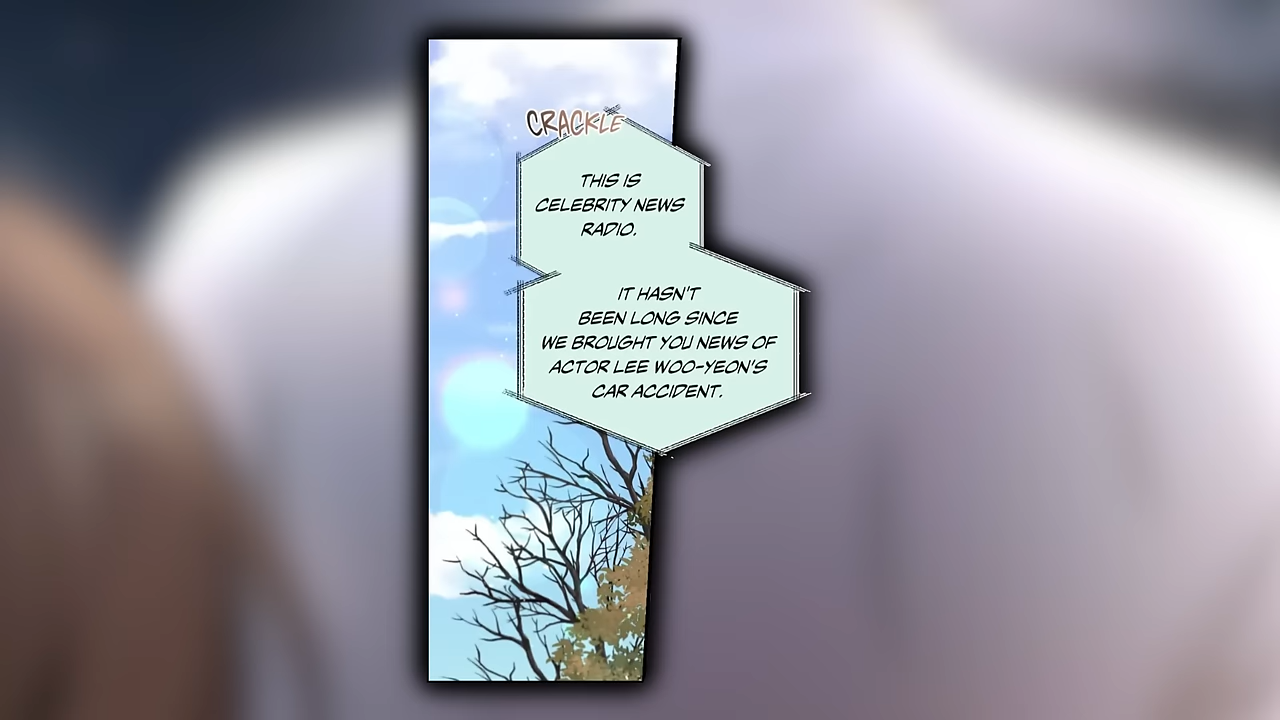 CRACKLE
THIS IS
CELEBRITY NEWS
RADIO.
IT HASN'T
BEEN LONG SINCE
WE BROUGHT YOU NEWS OF
ACTOR LEE WOO-YEON'S
CAR ACCIDENT.